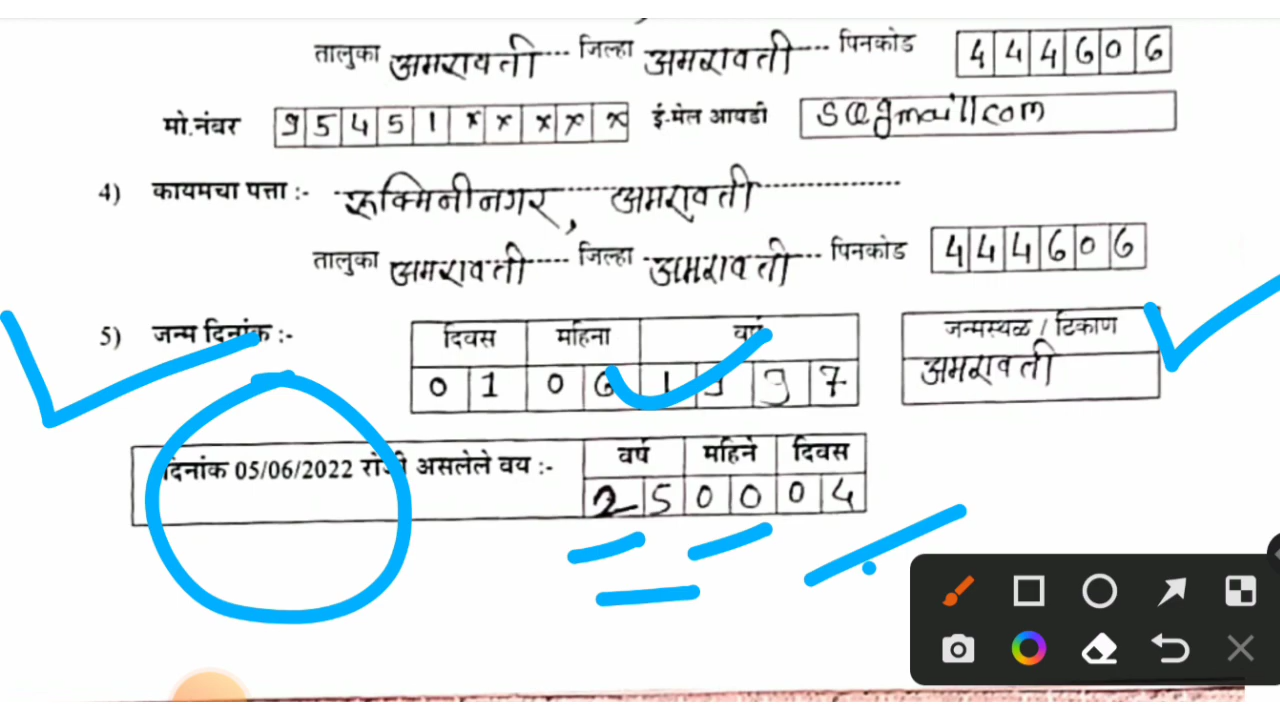 तालुका अमरावती जिल्हा अमरावती पिनकोड 444606
मो.नंबर 95451xxxxx ई-मेल आयडी s@gmaillcom
4) कायमचा पत्ता :- रूक्मिनीनगर, अमरावती
तालुका अमरावती जिल्हा अमरावती पिनकोड 444606
5) जन्म दिनांक :- दिवस महिना वर्ष जन्मस्थळ / ठिकाण
01 06 1997 अमरावती
दिनांक 05/06/2022 रोजी असलेले वय :- वर्ष महिने दिवस
25 00 04